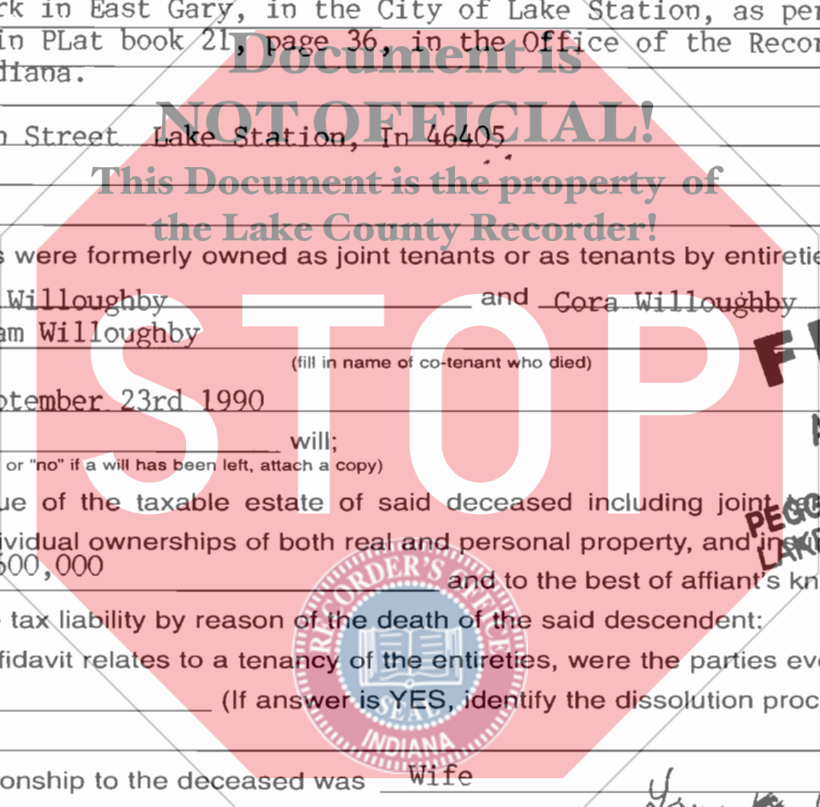 rk in East Gary, in the City of Lake Station, as per
in PLat book 21, page 36, in the Office of the Recor
Document is
diana.
NOT OFFICIAL!
n Street Lake Station, In 46405
This Document is the property of
the Lake County Recorder!
s were formerly owned as joint tenants or as tenants by entiretie
Willoughby and Cora Willoughby
am Willoughby
(fill in name of co-tenant who died)
STOP
F
ptember 23rd 1990
will;
or "no" if a will has been left, attach a copy)
ue of the taxable estate of said deceased including joint
PEGG
vidual ownerships of both real and personal property, and in
LAKE
600,000
and to the best of affiant's kn
tax liability by reason of the death of the said descendent:
RECORDER'S OFFICE
fidavit relates to a tenancy of the entireties, were the parties eve
(If answer is YES, identify the dissolution proc
SEAL
INDIANA
onship to the deceased was Wife